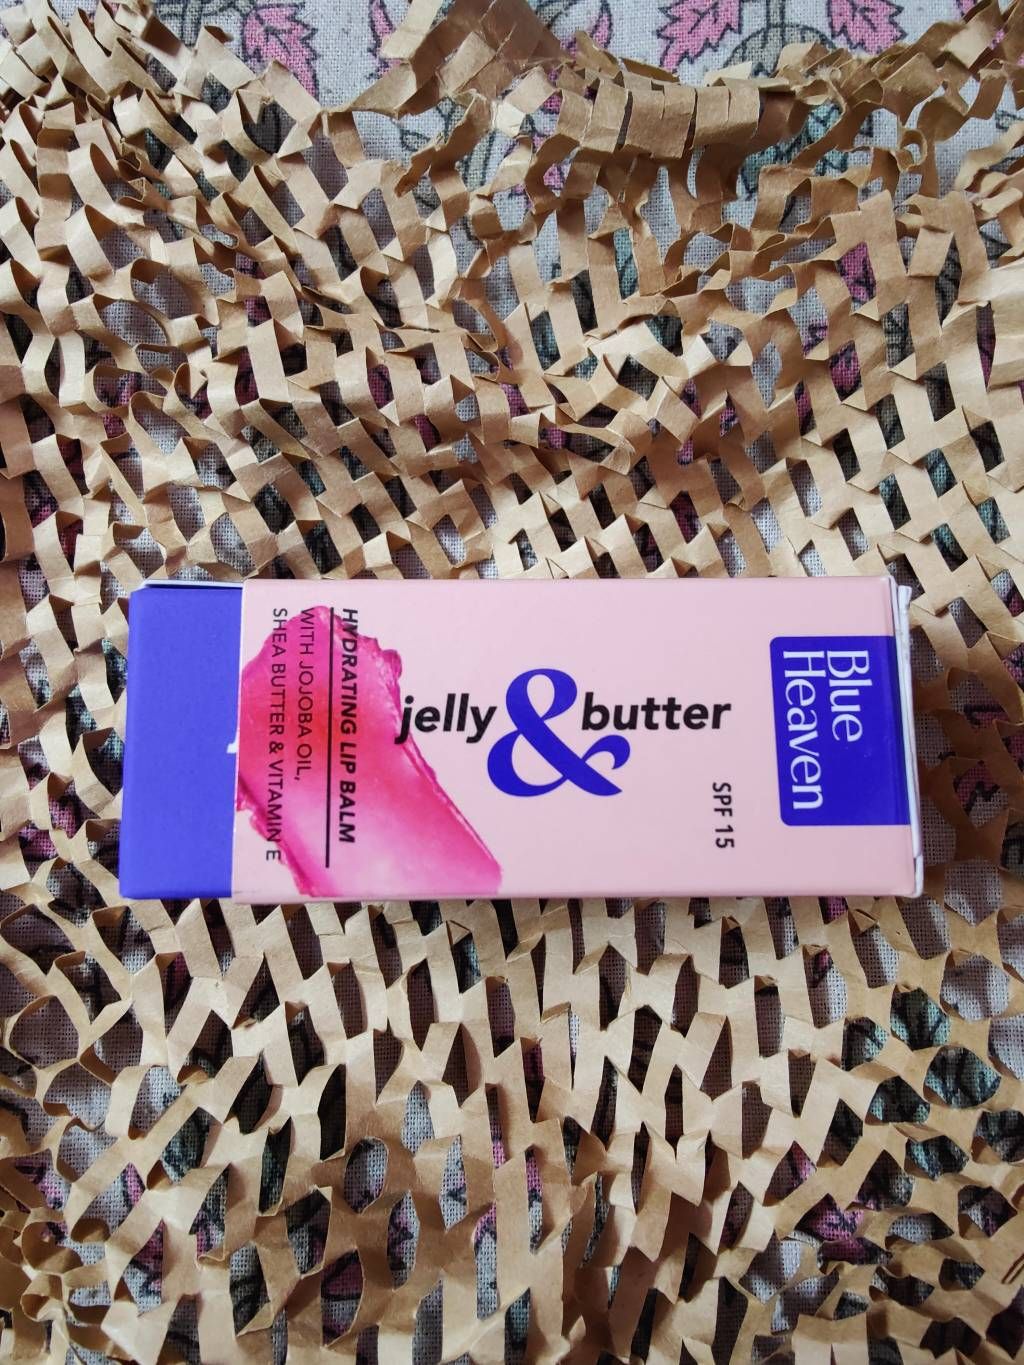 Blue
Heaven
SPF 15
jelly & butter
HYDRATING LIP BALM
WITH JOJOBA OIL,
SHEA BUTTER & VITAMIN E